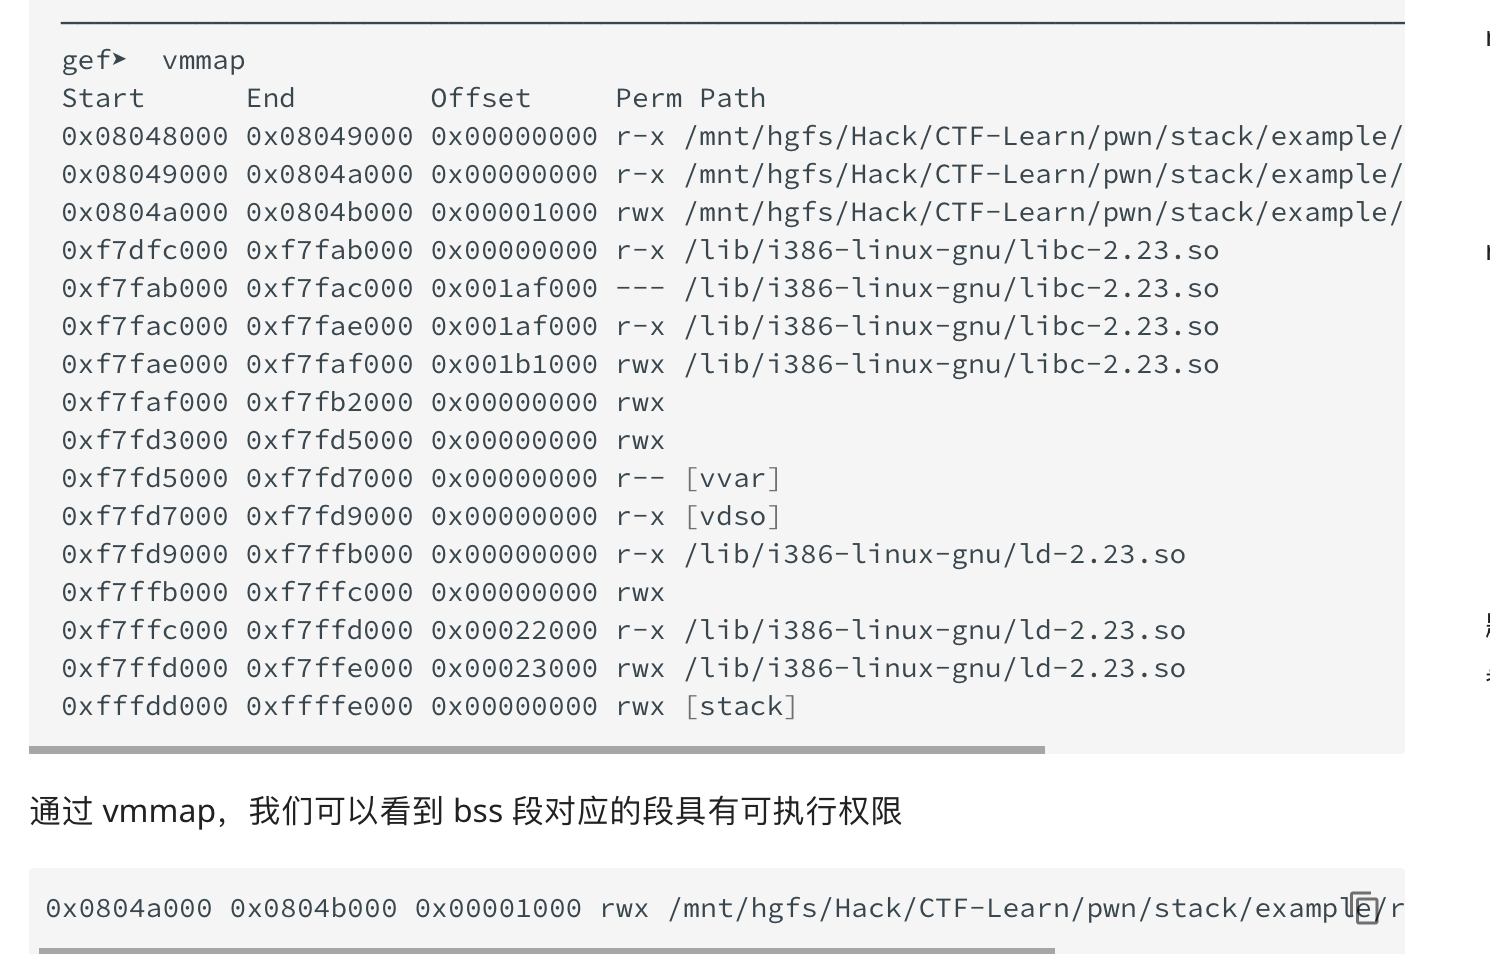 gef➤  vmmap
Start      End        Offset     Perm Path
0x08048000 0x08049000 0x00000000 r-x /mnt/hgfs/Hack/CTF-Learn/pwn/stack/example/
0x08049000 0x0804a000 0x00000000 r-x /mnt/hgfs/Hack/CTF-Learn/pwn/stack/example/
0x0804a000 0x0804b000 0x00001000 rwx /mnt/hgfs/Hack/CTF-Learn/pwn/stack/example/
0xf7dfc000 0xf7fab000 0x00000000 r-x /lib/i386-linux-gnu/libc-2.23.so
0xf7fab000 0xf7fac000 0x001af000 --- /lib/i386-linux-gnu/libc-2.23.so
0xf7fac000 0xf7fae000 0x001af000 r-x /lib/i386-linux-gnu/libc-2.23.so
0xf7fae000 0xf7faf000 0x001b1000 rwx /lib/i386-linux-gnu/libc-2.23.so
0xf7faf000 0xf7fb2000 0x00000000 rwx
0xf7fd3000 0xf7fd5000 0x00000000 rwx
0xf7fd5000 0xf7fd7000 0x00000000 r-- [vvar]
0xf7fd7000 0xf7fd9000 0x00000000 r-x [vdso]
0xf7fd9000 0xf7ffb000 0x00000000 r-x /lib/i386-linux-gnu/ld-2.23.so
0xf7ffb000 0xf7ffc000 0x00000000 rwx
0xf7ffc000 0xf7ffd000 0x00022000 r-x /lib/i386-linux-gnu/ld-2.23.so
0xf7ffd000 0xf7ffe000 0x00023000 rwx /lib/i386-linux-gnu/ld-2.23.so
0xfffdd000 0xffffe000 0x00000000 rwx [stack]
通过 vmmap，我们可以看到 bss 段对应的段具有可执行权限
0x0804a000 0x0804b000 0x00001000 rwx /mnt/hgfs/Hack/CTF-Learn/pwn/stack/example/r